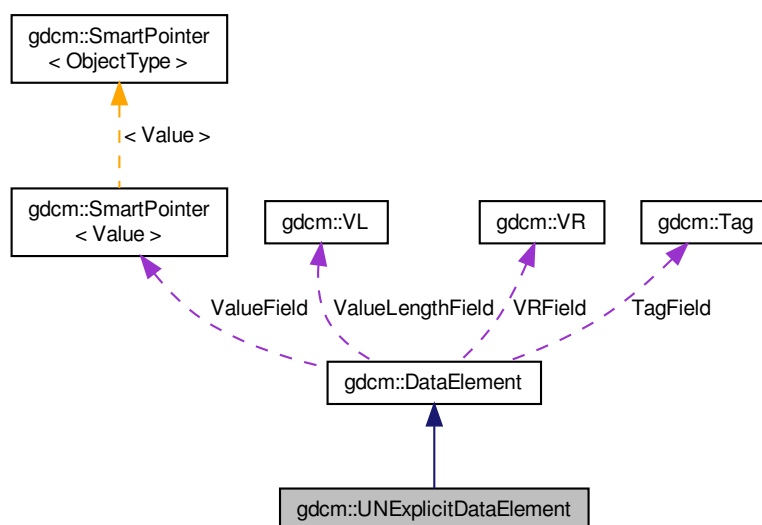 gdcm::SmartPointer
< ObjectType >
< Value >
gdcm::SmartPointer
< Value >
gdcm::VL
gdcm::VR
gdcm::Tag
ValueField
ValueLengthField
VRField
TagField
gdcm::DataElement
gdcm::UNExplicitDataElement